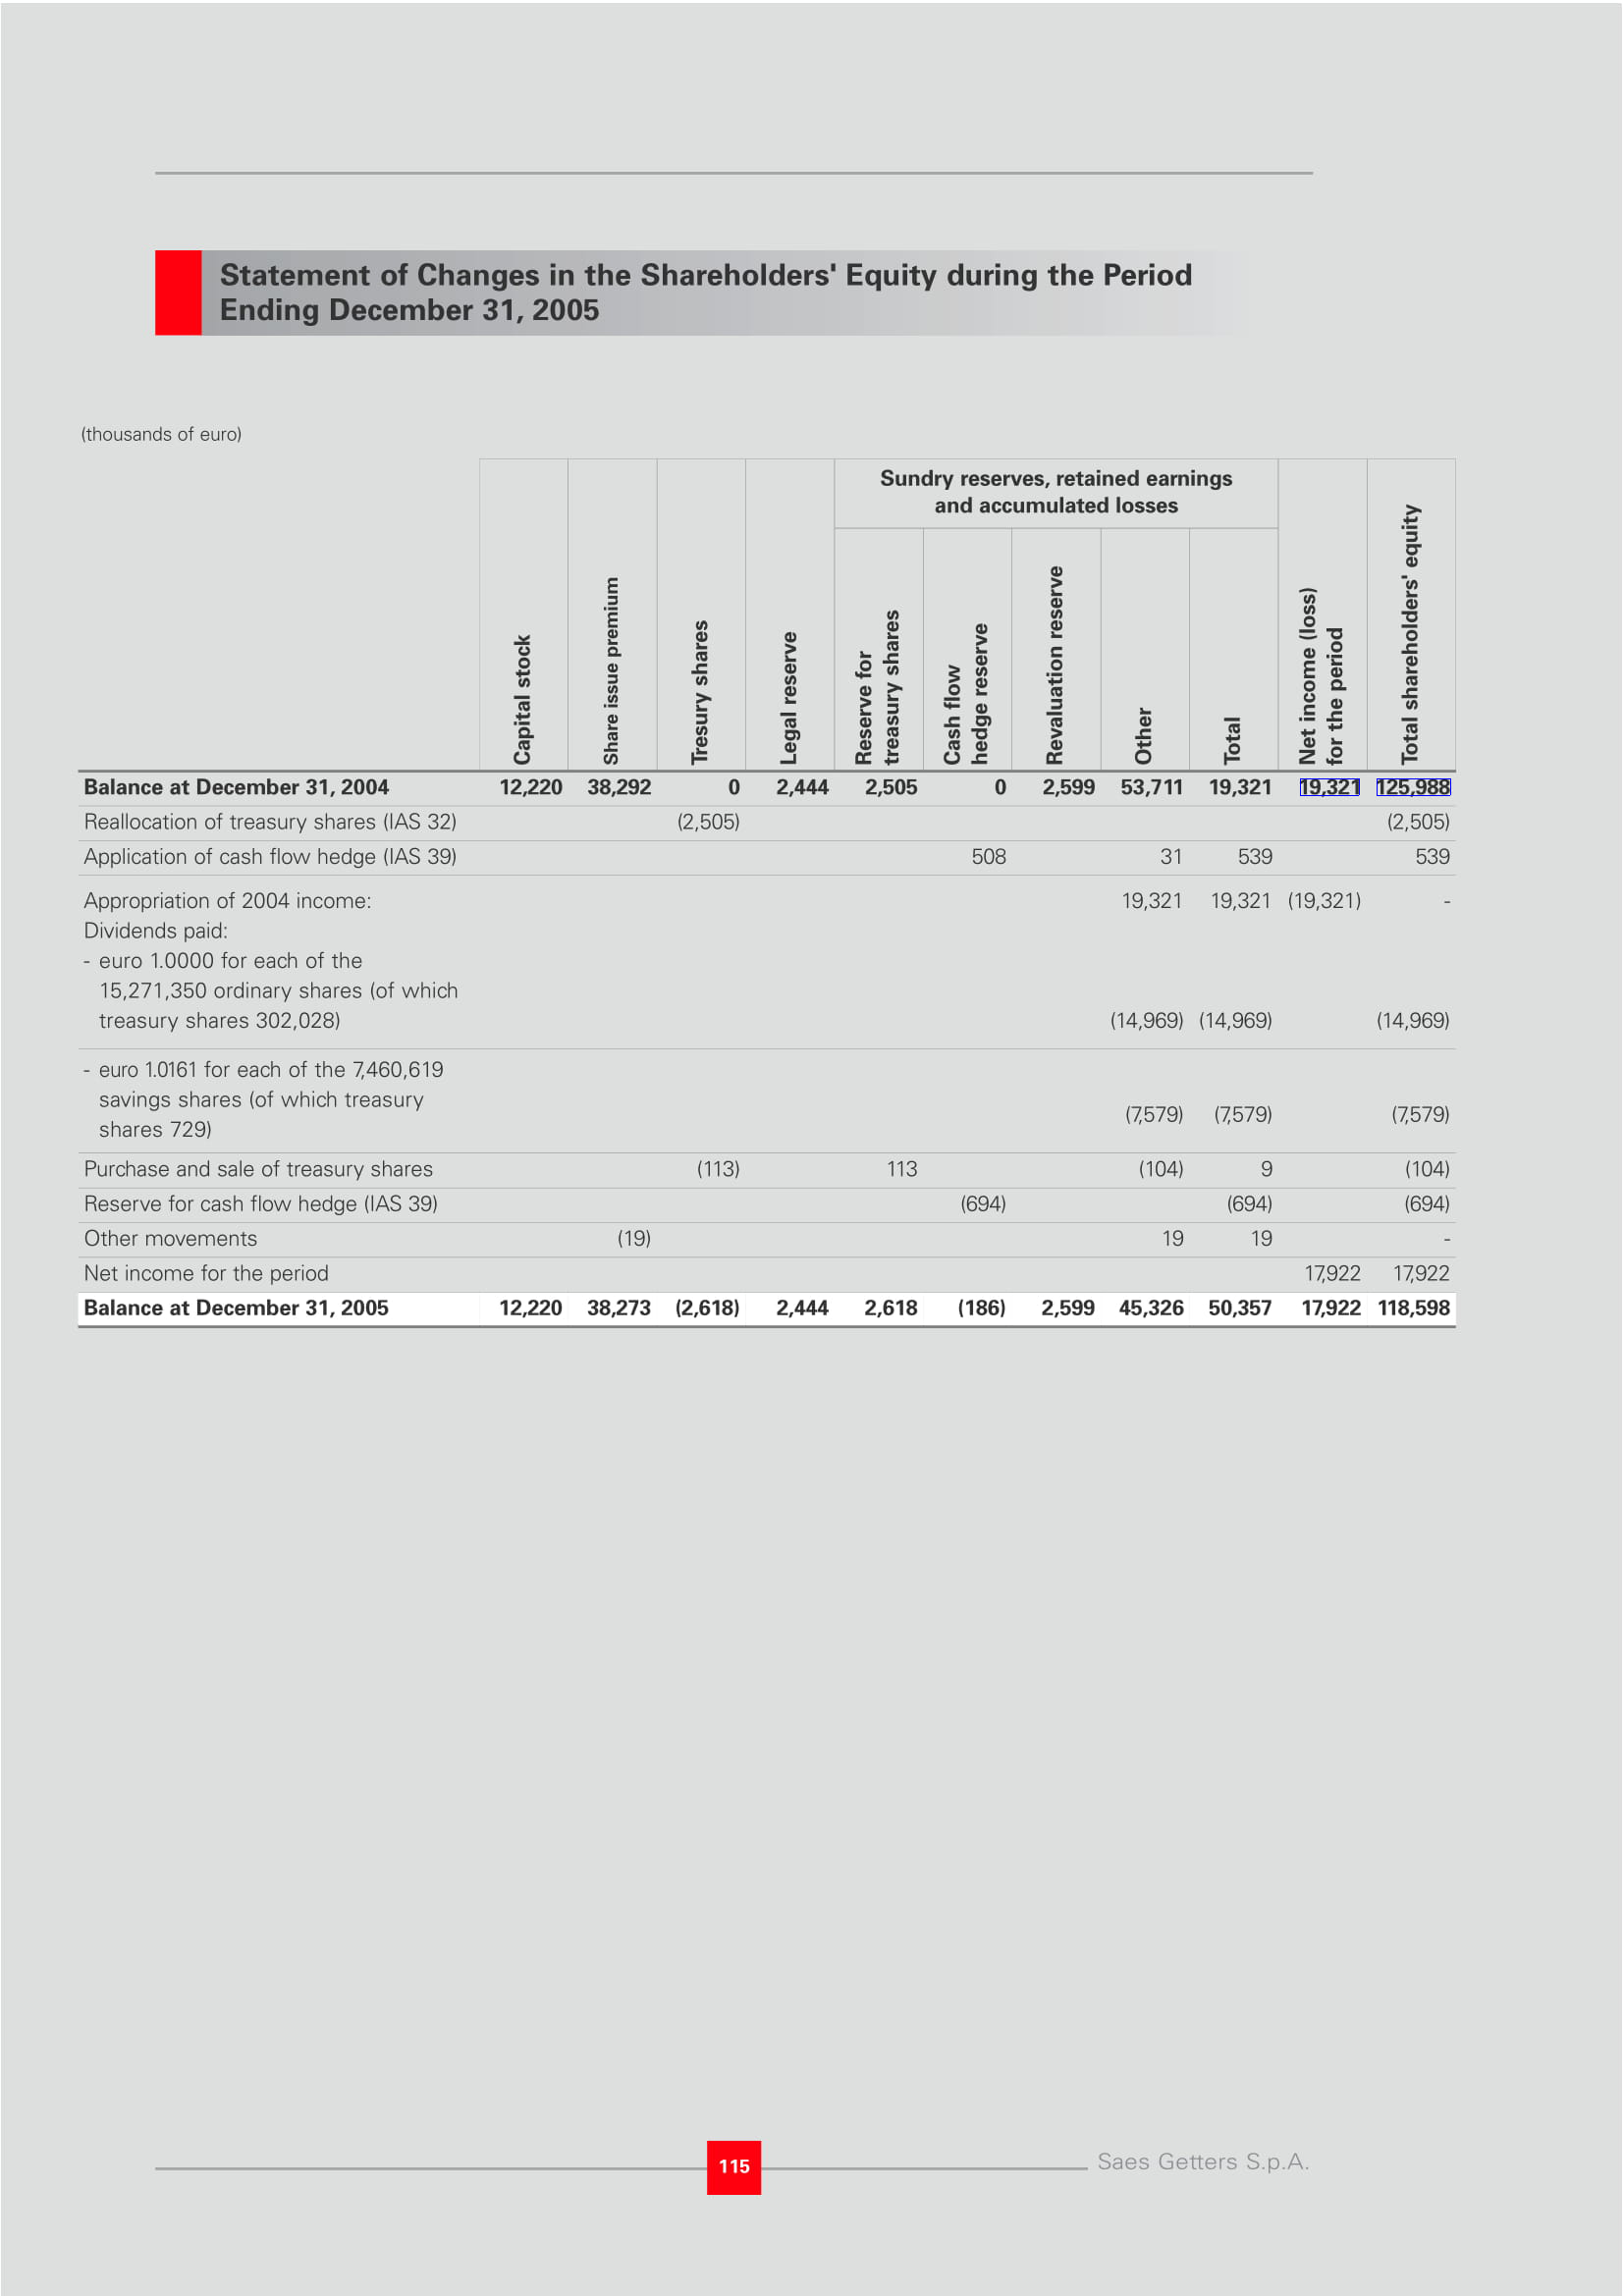 Statement of Changes in the Shareholders' Equity during the Period
Ending December 31, 2005
(thousands of euro)
Sundry reserves, retained earnings
and accumulated losses
Capital stock
Share issue premium
Tresury shares
Legal reserve
Reserve for
treasury shares
Cash flow
hedge reserve
Revaluation reserve
Other
Total
Net income (loss)
for the period
Total shareholders' equity
Balance at December 31, 2004 12,220 38,292 0 2,444 2,505 0 2,599 53,711 19,321 19,321 125,988
Reallocation of treasury shares (IAS 32) (2,505) (2,505)
Application of cash flow hedge (IAS 39) 508 31 539 539
Appropriation of 2004 income: 19,321 19,321 (19,321) -
Dividends paid:
- euro 1.0000 for each of the
15,271,350 ordinary shares (of which
treasury shares 302,028) (14,969) (14,969) (14,969)
- euro 1.0161 for each of the 7,460,619
savings shares (of which treasury
shares 729) (7,579) (7,579) (7,579)
Purchase and sale of treasury shares (113) 113 (104) 9 (104)
Reserve for cash flow hedge (IAS 39) (694) (694) (694)
Other movements (19) 19 19 -
Net income for the period 17,922 17,922
Balance at December 31, 2005 12,220 38,273 (2,618) 2,444 2,618 (186) 2,599 45,326 50,357 17,922 118,598
115
Saes Getters S.p.A.